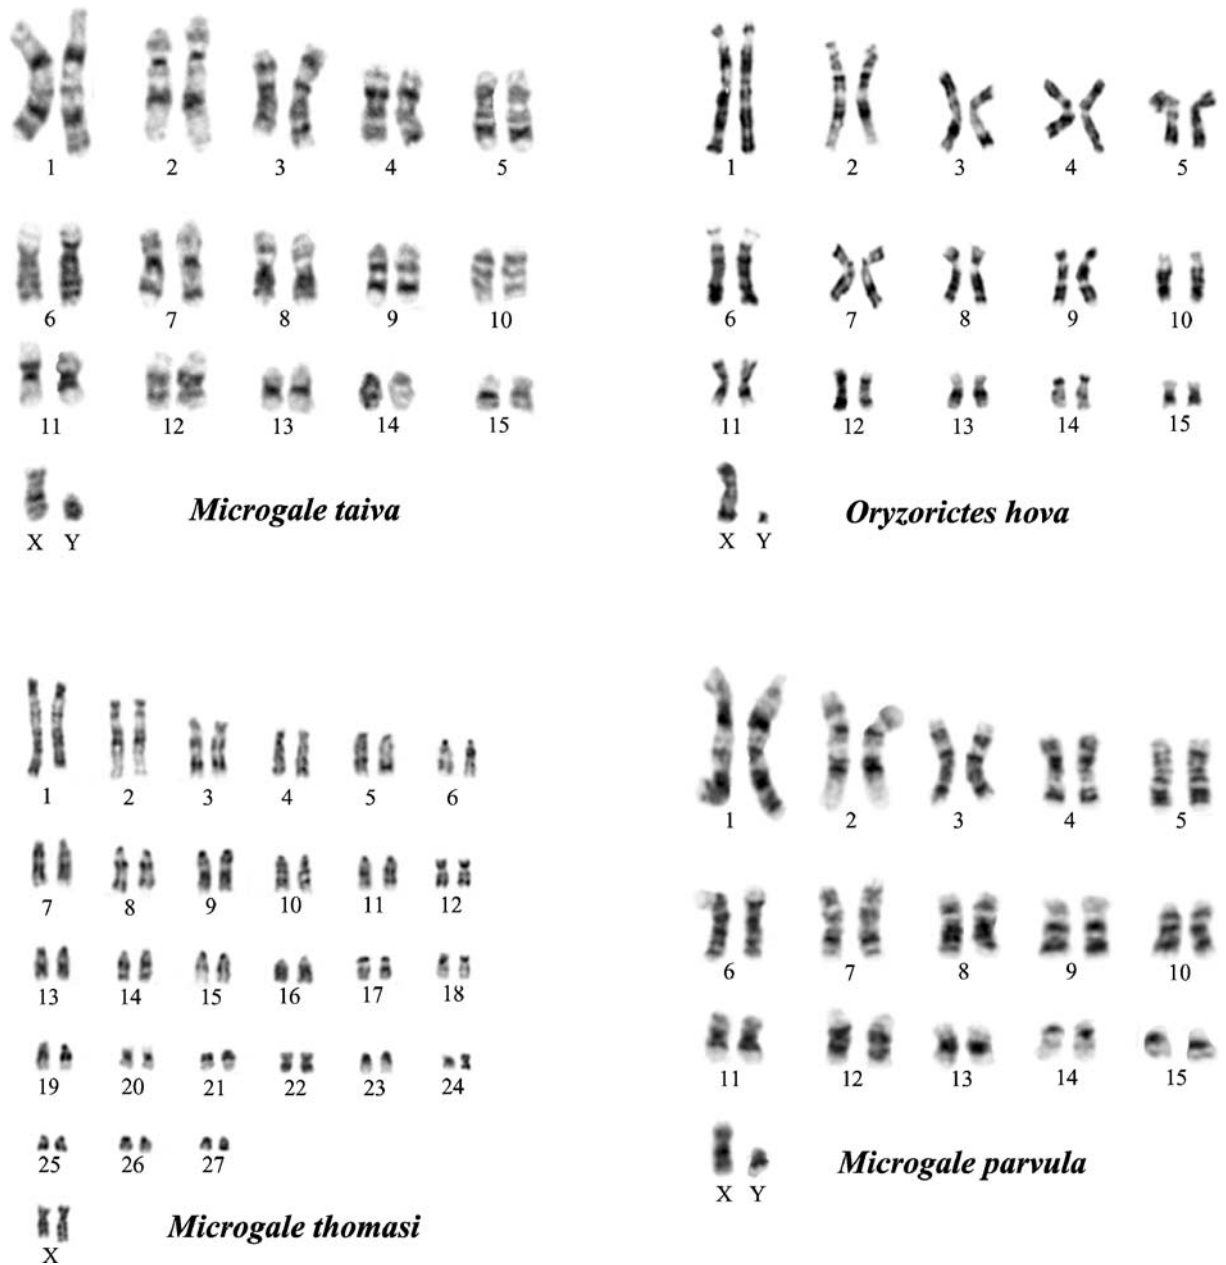 1 2 3 4 5
6 7 8 9 10
11 12 13 14 15
X Y
Microgale taiva
1 2 3 4 5
6 7 8 9 10
11 12 13 14 15
X Y
Oryzorictes hova
1 2 3 4 5 6
7 8 9 10 11 12
13 14 15 16 17 18
19 20 21 22 23 24
25 26 27
X
Microgale thomasi
1 2 3 4 5
6 7 8 9 10
11 12 13 14 15
X Y
Microgale parvula